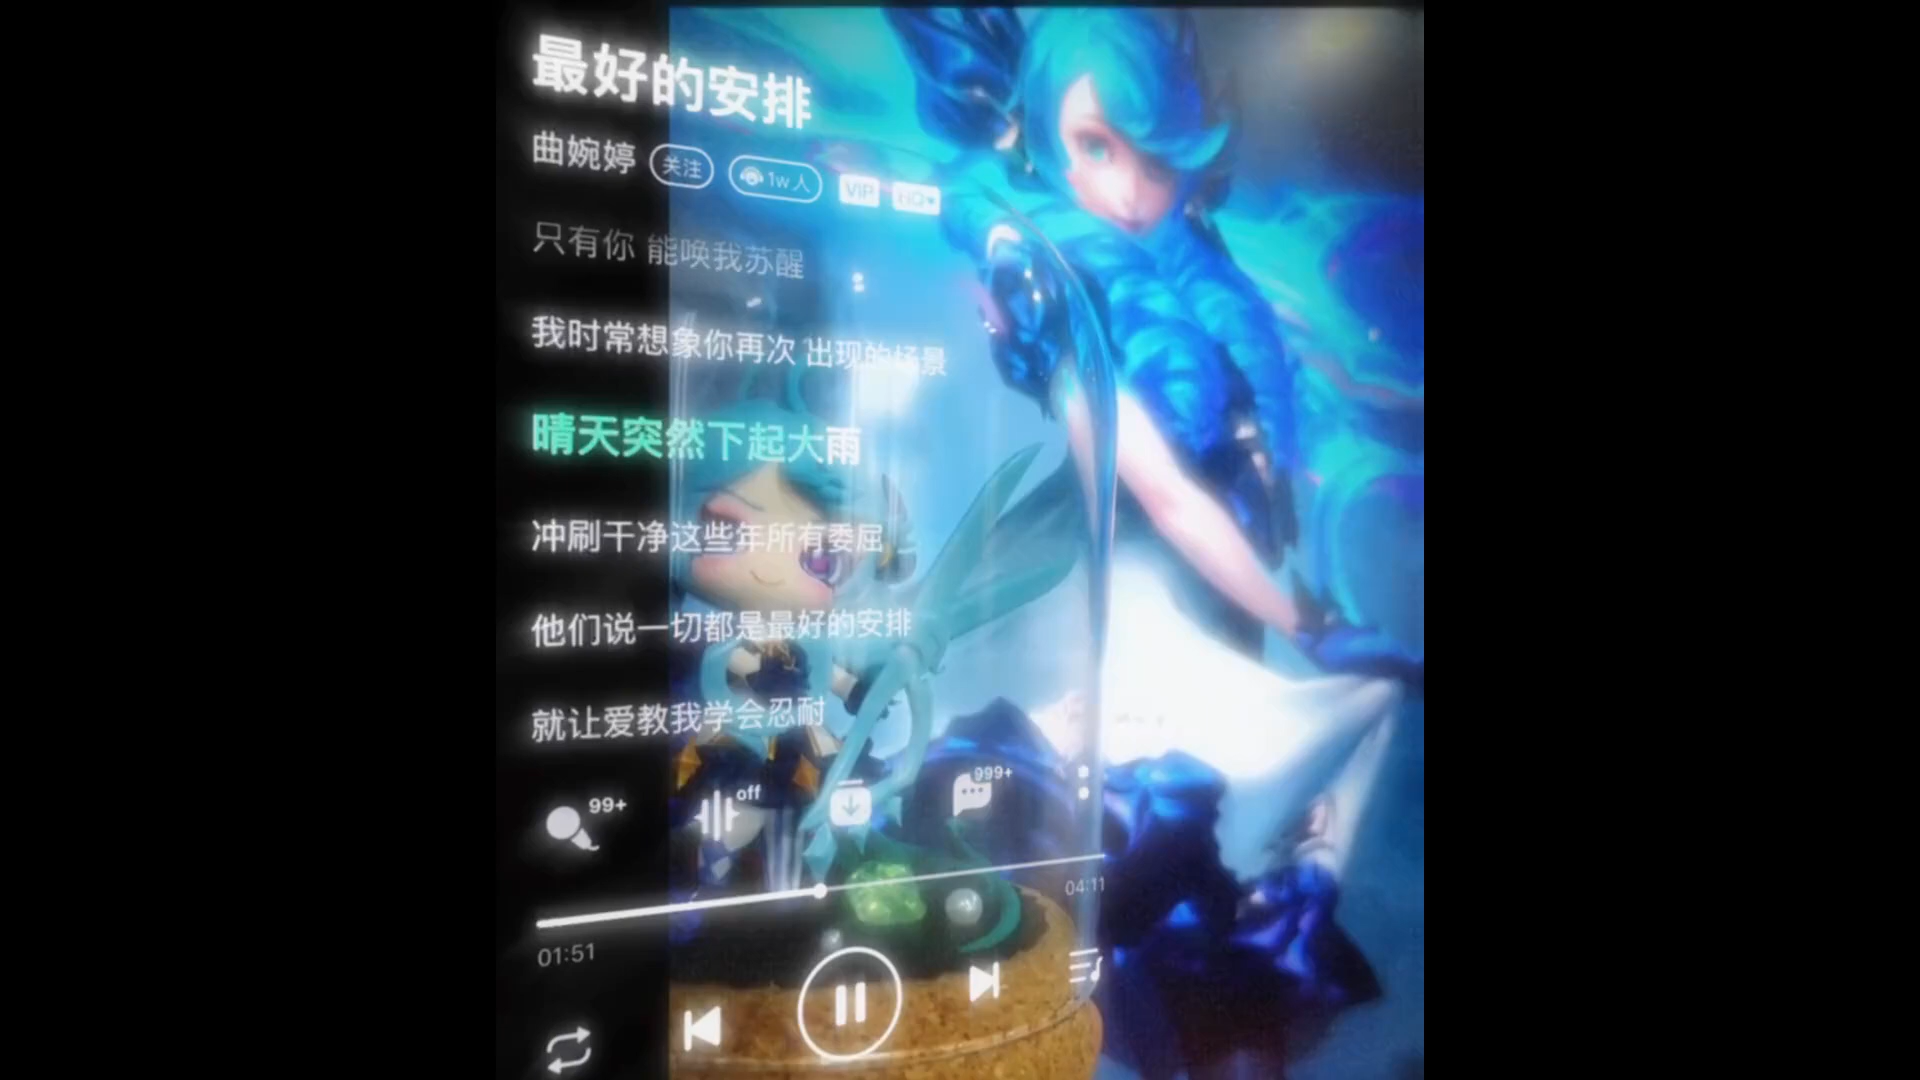 最好的安排
曲婉婷 关注 1w人 VIP HQ
只有你 能唤我苏醒
我时常想象你再次 出现的场景
晴天突然下起大雨
冲刷干净这些年所有委屈
他们说一切都是最好的安排
就让爱教我学会忍耐
99+ off 999+
04:11
01:51